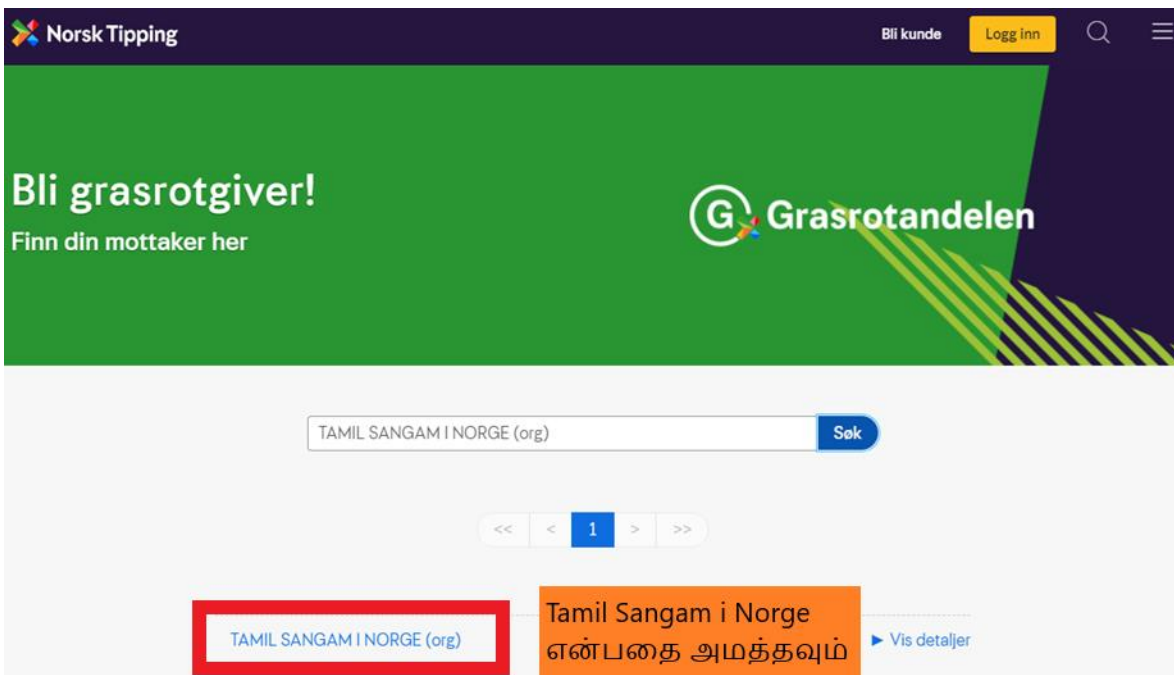 Norsk Tipping
Bli kunde
Logg inn
Bli grasrotgiver!
Finn din mottaker her
G Grasrotandelen
TAMIL SANGAM I NORGE (org)
Søk
<< < 1 > >>
TAMIL SANGAM I NORGE (org)
Tamil Sangam i Norge
என்பதை அமத்தவும்
► Vis detaljer